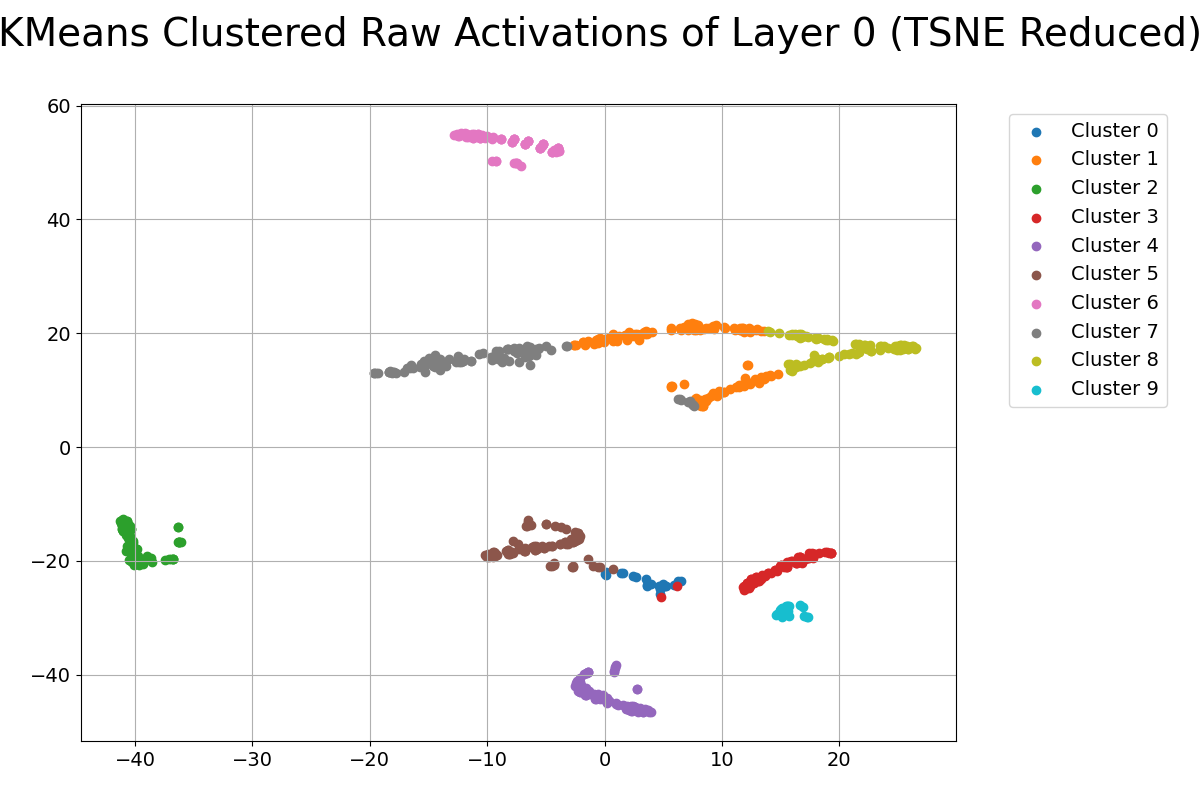 KMeans Clustered Raw Activations of Layer 0 (TSNE Reduced)
60
40
20
0
−20
−40
−40
−30
−20
−10
0
10
20
Cluster 0
Cluster 1
Cluster 2
Cluster 3
Cluster 4
Cluster 5
Cluster 6
Cluster 7
Cluster 8
Cluster 9